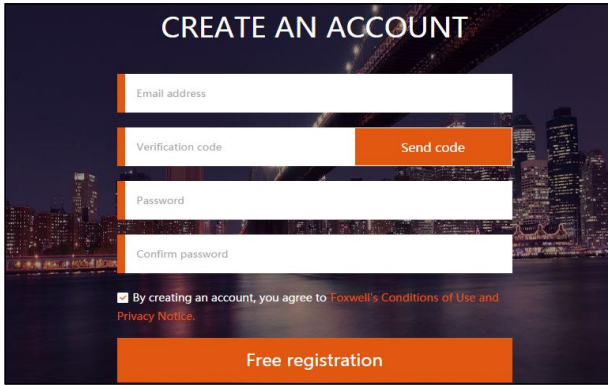 CREATE AN ACCOUNT
Email address
Verification code
Send code
Password
Confirm password
By creating an account, you agree to Foxwell's Conditions of Use and
Privacy Notice.
Free registration